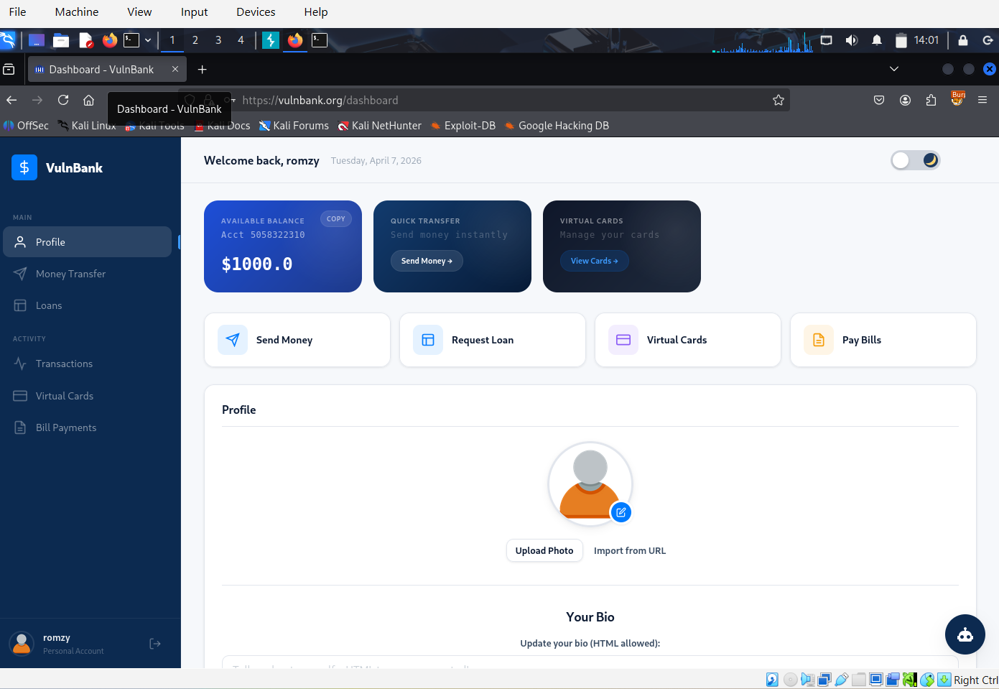 File Machine View Input Devices Help
1 2 3 4 14:01
Dashboard - VulnBank
https://vulnbank.org/dashboard
Dashboard - VulnBank
Burp
OffSec Kali Linux Kali Tools Kali Docs Kali Forums Kali NetHunter Exploit-DB Google Hacking DB
$ VulnBank
MAIN
Profile
Money Transfer
Loans
ACTIVITY
Transactions
Virtual Cards
Bill Payments
romzy
Personal Account
Welcome back, romzy Tuesday, April 7, 2026
AVAILABLE BALANCE COPY
Acct 5058322310
$1000.0
QUICK TRANSFER
Send money instantly
Send Money →
VIRTUAL CARDS
Manage your cards
View Cards →
Send Money
Request Loan
Virtual Cards
Pay Bills
Profile
Upload Photo Import from URL
Your Bio
Update your bio (HTML allowed):
Right Ctrl